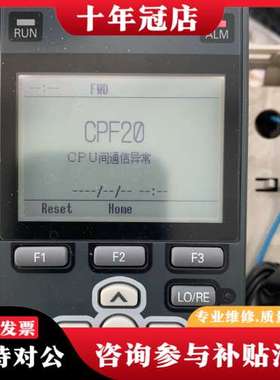 十年冠店
RUN
ALM
--:--
FWD
CPF20
CPU间通信异常
----/--/-- --:--
Reset
Home
F1
F2
F3
LO/RE
发票
专业维修.质
待对公
咨询参与补贴活